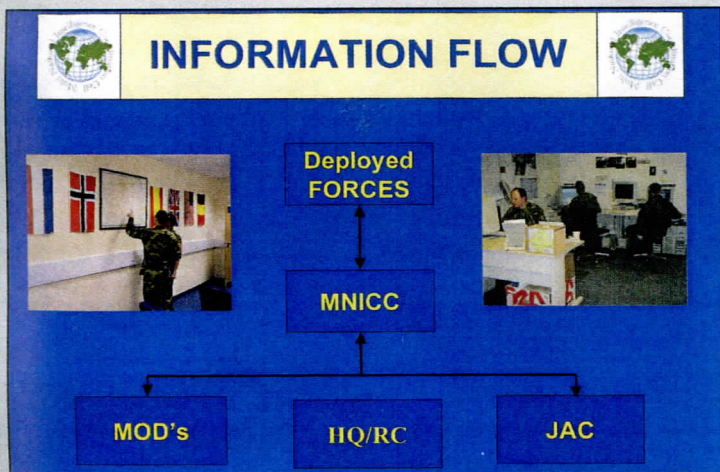 INFORMATION FLOW
Deployed
FORCES
MNICC
MOD's
HQ/RC
JAC